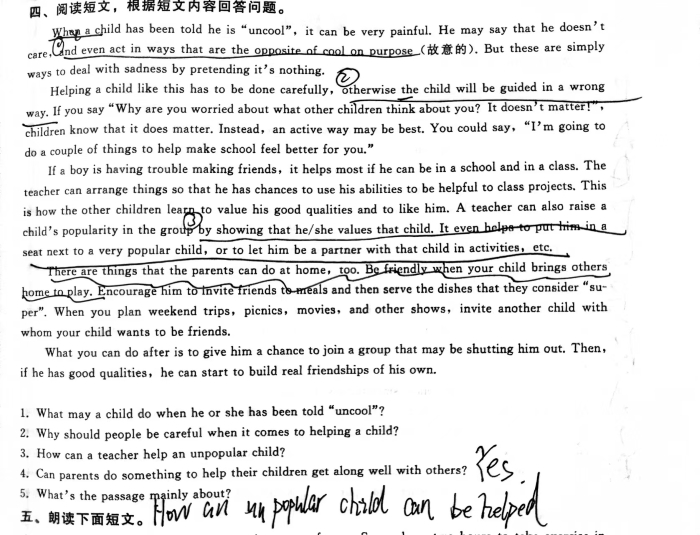 四、阅读短文，根据短文内容回答问题。
When a child has been told he is “uncool”, it can be very painful. He may say that he doesn’t
care, and even act in ways that are the opposite of cool on purpose (故意的). But these are simply
ways to deal with sadness by pretending it’s nothing.
②
Helping a child like this has to be done carefully, otherwise the child will be guided in a wrong
way. If you say “Why are you worried about what other children think about you? It doesn’t matter!”,
children know that it does matter. Instead, an active way may be best. You could say, “I’m going to
do a couple of things to help make school feel better for you.”
If a boy is having trouble making friends, it helps most if he can be in a school and in a class. The
teacher can arrange things so that he has chances to use his abilities to be helpful to class projects. This
is how the other children learn to value his good qualities and to like him. A teacher can also raise a
③
child’s popularity in the group by showing that he/she values that child. It even helps to put him in a
seat next to a very popular child, or to let him be a partner with that child in activities, etc.
There are things that the parents can do at home, too. Be friendly when your child brings others
home to play. Encourage him to invite friends to meals and then serve the dishes that they consider “su-
per”. When you plan weekend trips, picnics, movies, and other shows, invite another child with
whom your child wants to be friends.
What you can do after is to give him a chance to join a group that may be shutting him out. Then,
if he has good qualities, he can start to build real friendships of his own.
1. What may a child do when he or she has been told “uncool”?
2. Why should people be careful when it comes to helping a child?
3. How can a teacher help an unpopular child?
4. Can parents do something to help their children get along well with others? Yes.
5. What’s the passage mainly about?
How can an unpopular child can be helped
五、朗读下面短文。